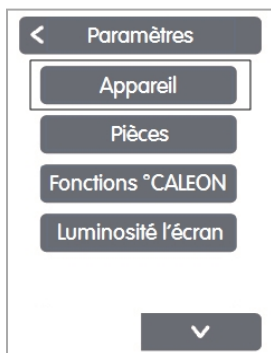 Paramètres
Appareil
Pièces
Fonctions °CALEON
Luminosité l'écran